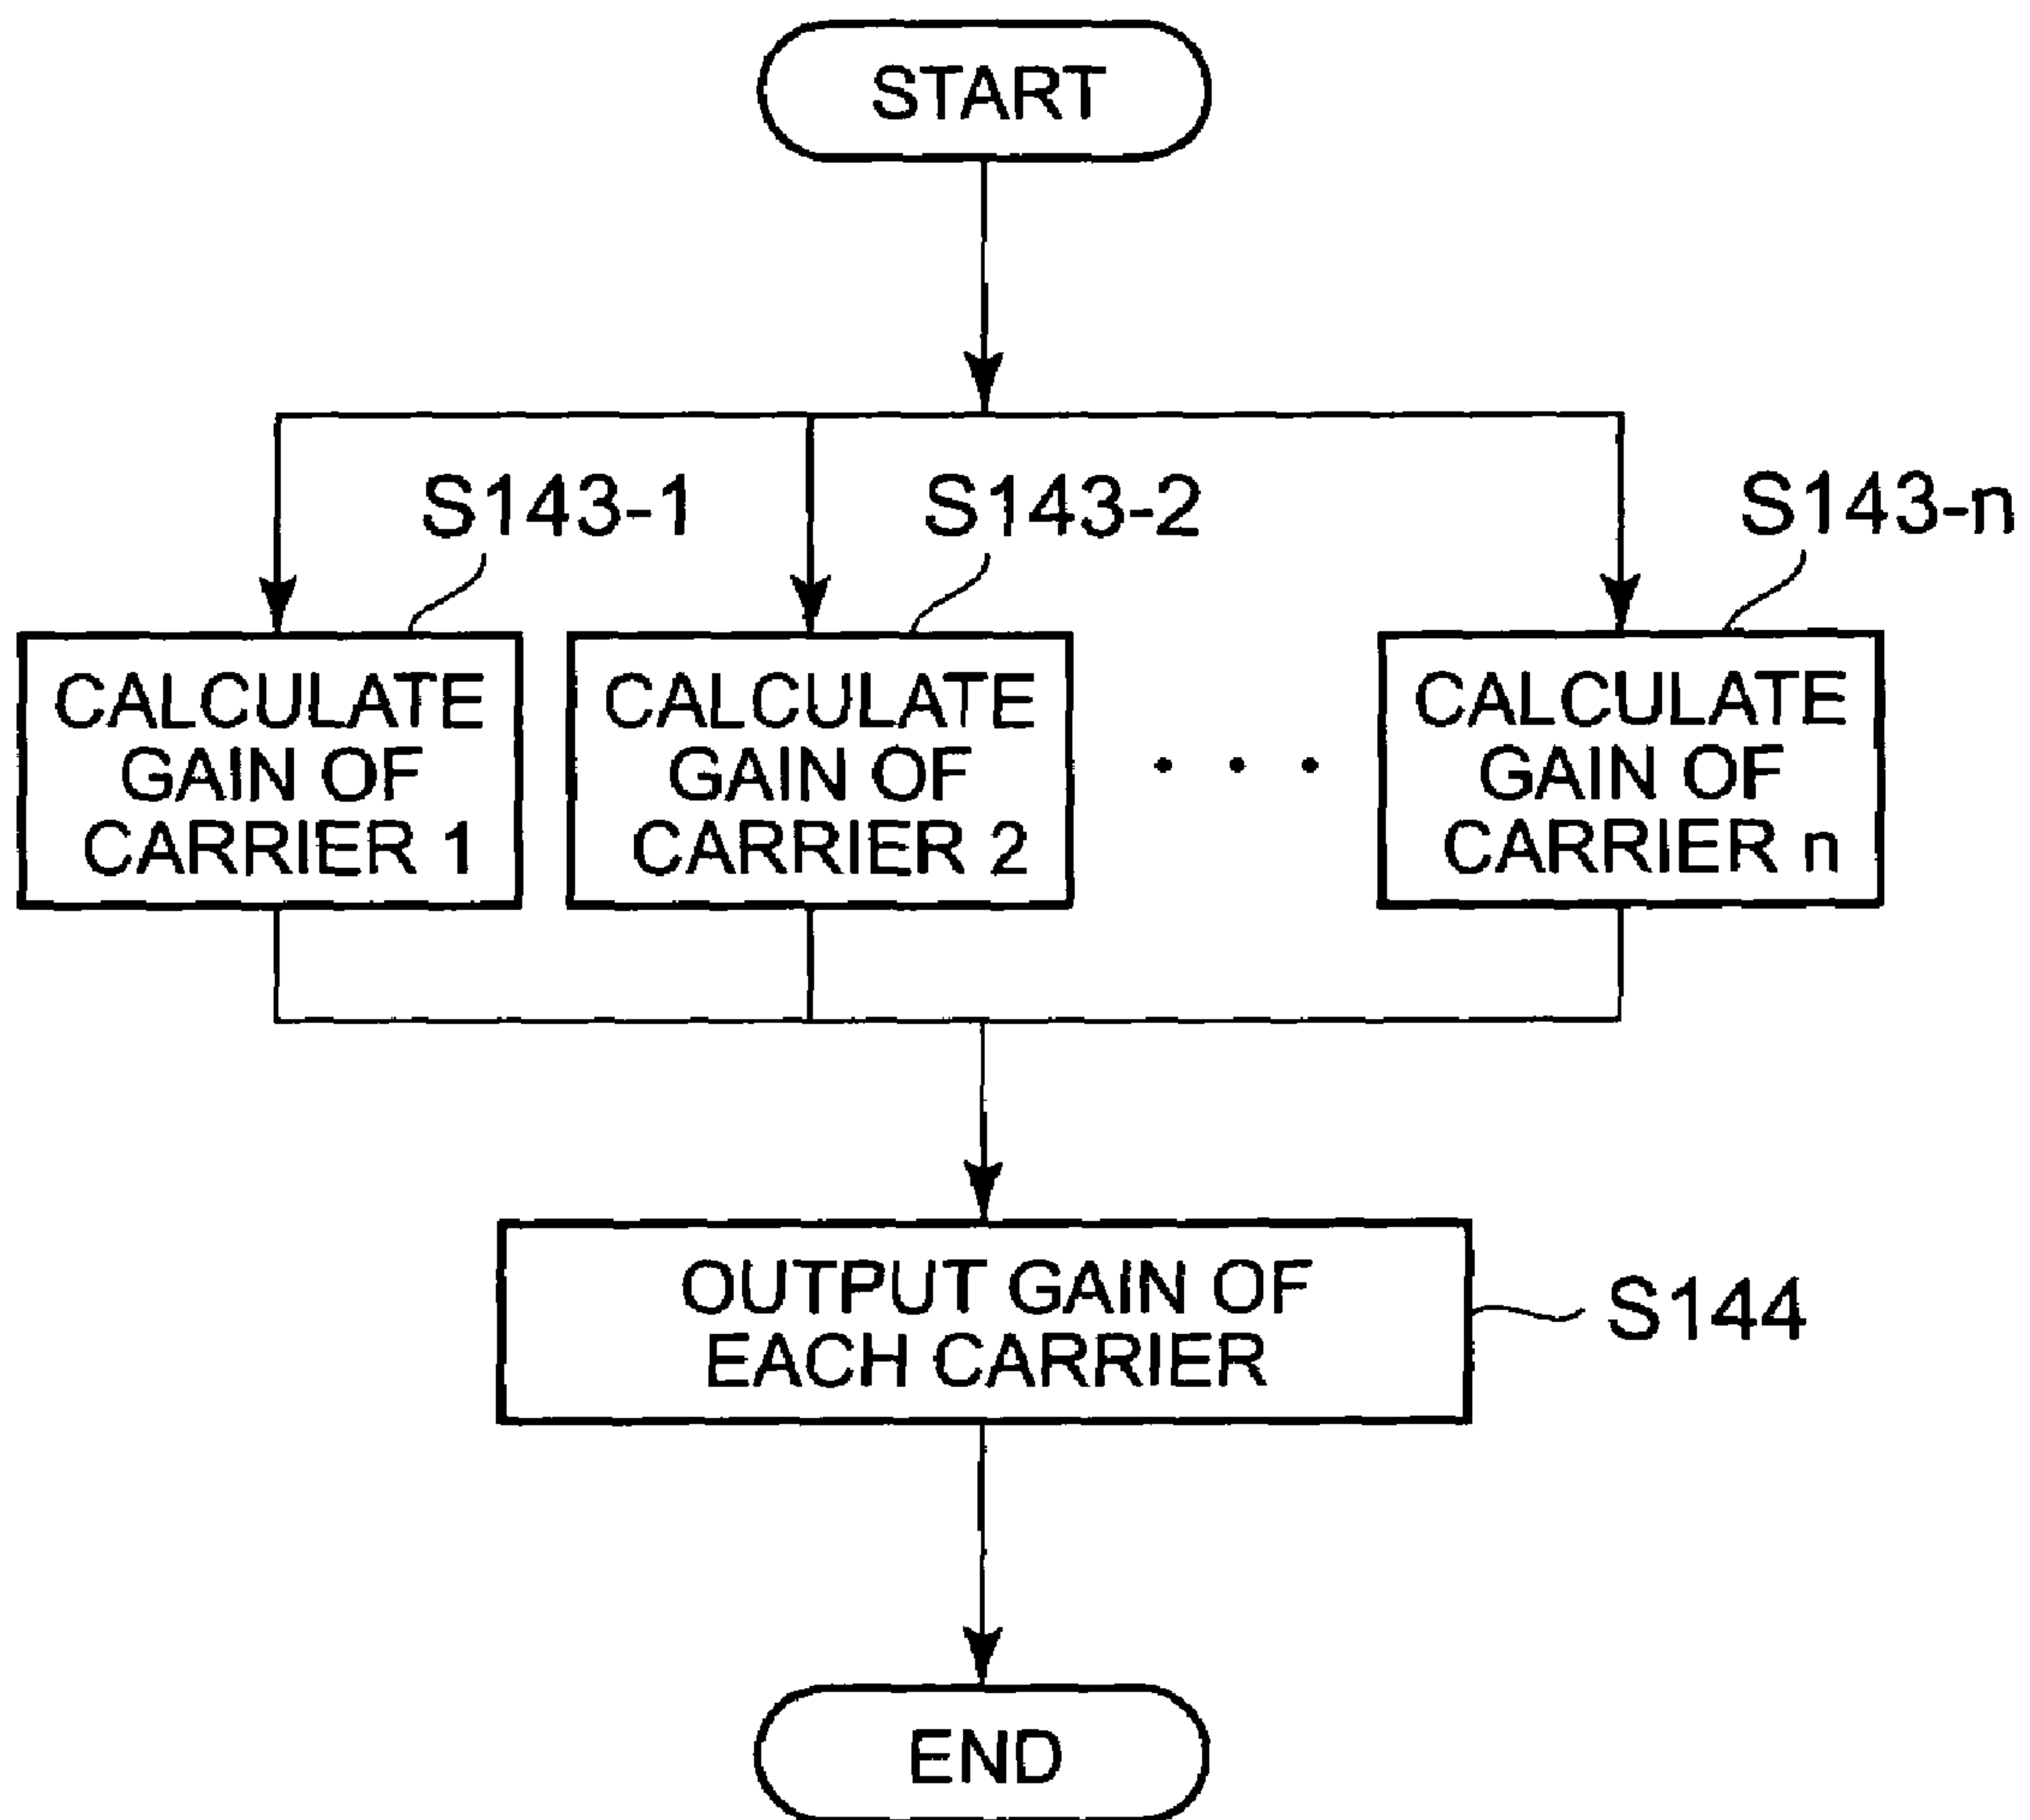 START
S143-1
S143-2
S143-n
CALCULATE
GAIN OF
CARRIER 1
CALCULATE
GAIN OF
CARRIER 2
. . .
CALCULATE
GAIN OF
CARRIER n
OUTPUT GAIN OF
EACH CARRIER
S144
END